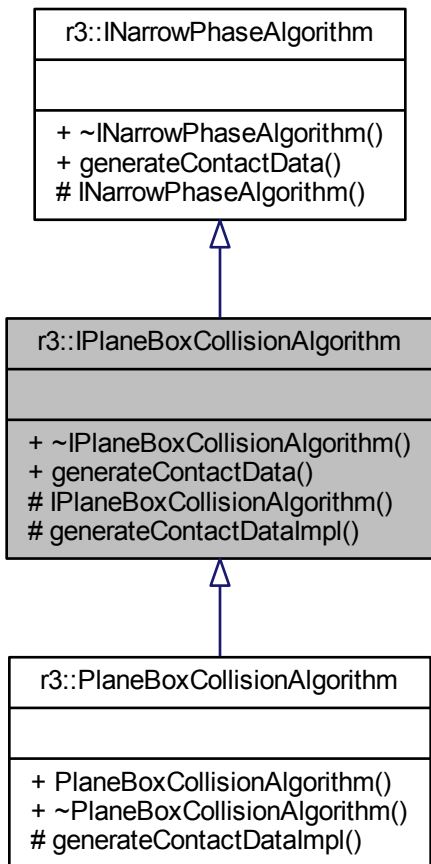 r3::INarrowPhaseAlgorithm
+ ~INarrowPhaseAlgorithm()
+ generateContactData()
# INarrowPhaseAlgorithm()
r3::IPlaneBoxCollisionAlgorithm
+ ~IPlaneBoxCollisionAlgorithm()
+ generateContactData()
# IPlaneBoxCollisionAlgorithm()
# generateContactDataImpl()
r3::PlaneBoxCollisionAlgorithm
+ PlaneBoxCollisionAlgorithm()
+ ~PlaneBoxCollisionAlgorithm()
# generateContactDataImpl()